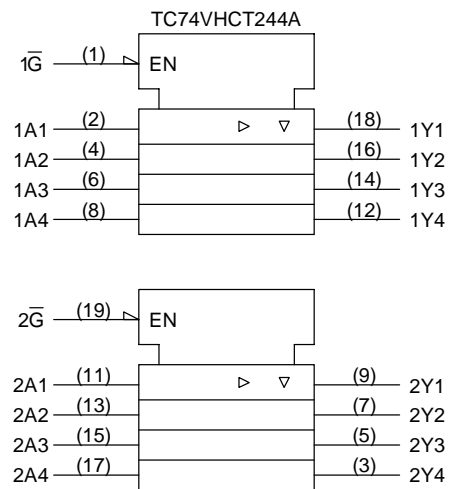 TC74VHCT244A
1G̅ (1) EN
1A1 (2) (18) 1Y1
1A2 (4) (16) 1Y2
1A3 (6) (14) 1Y3
1A4 (8) (12) 1Y4
2G̅ (19) EN
2A1 (11) (9) 2Y1
2A2 (13) (7) 2Y2
2A3 (15) (5) 2Y3
2A4 (17) (3) 2Y4